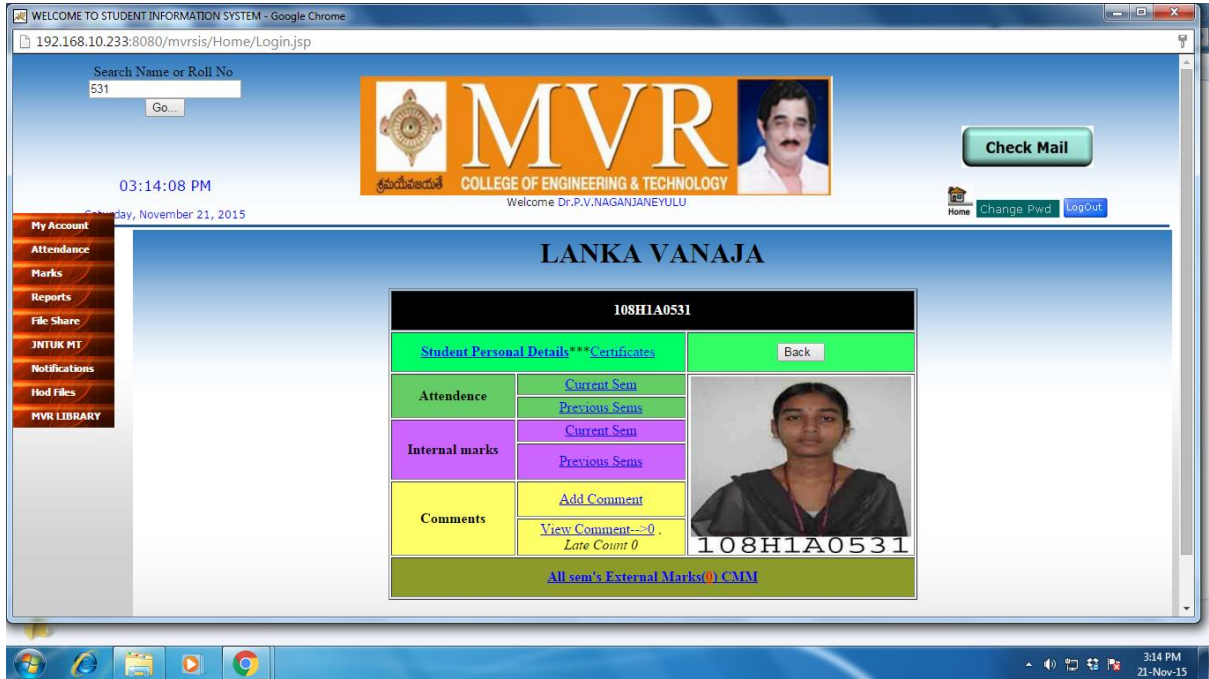 WELCOME TO STUDENT INFORMATION SYSTEM - Google Chrome
192.168.10.233:8080/mvrsis/Home/Login.jsp
Search Name or Roll No
531
Go...
03:14:08 PM
Saturday, November 21, 2015
MVR
శ్రమయేవజయతే
COLLEGE OF ENGINEERING & TECHNOLOGY
Welcome Dr.P.V.NAGANJANEYULU
Check Mail
Home
Change Pwd
LogOut
My Account
Attendance
Marks
Reports
File Share
JNTUK MT
Notifications
Hod Files
MVR LIBRARY
LANKA VANAJA
108H1A0531
Student Personal Details***Certificates
Back
Attendence
Current Sem
Previous Sems
Internal marks
Current Sem
Previous Sems
Comments
Add Comment
View Comment-->0 ,
Late Count 0
108H1A0531
All sem's External Marks(0) CMM
3:14 PM
21-Nov-15